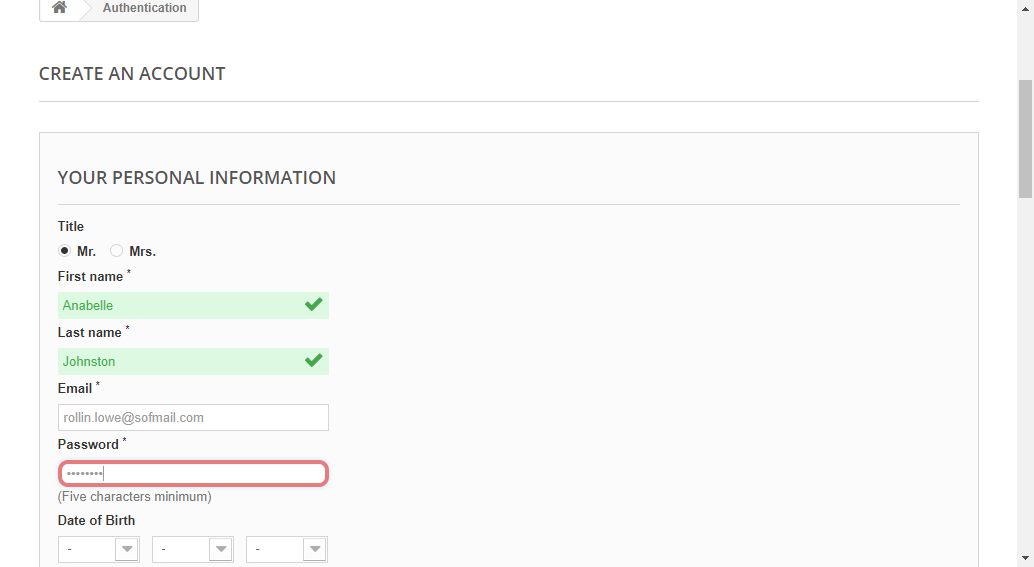 Authentication
CREATE AN ACCOUNT
YOUR PERSONAL INFORMATION
Title
Mr. Mrs.
First name *
Anabelle
Last name *
Johnston
Email *
rollin.lowe@sofmail.com
Password *
••••••••
(Five characters minimum)
Date of Birth
- - -